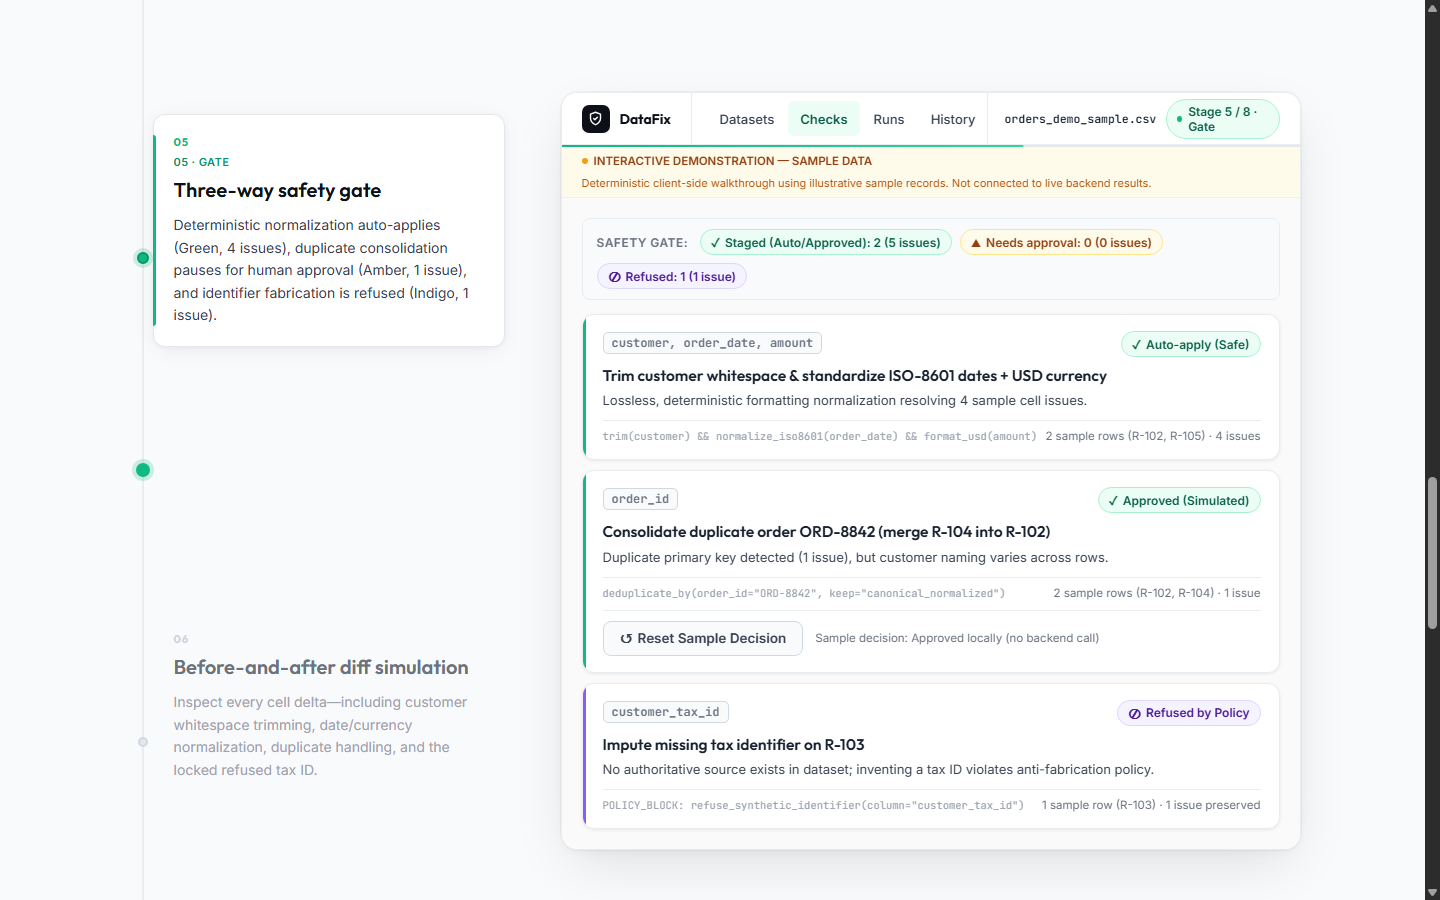 05
05 · GATE
Three-way safety gate
Deterministic normalization auto-applies
(Green, 4 issues), duplicate consolidation
pauses for human approval (Amber, 1 issue),
and identifier fabrication is refused (Indigo, 1
issue).
06
Before-and-after diff simulation
Inspect every cell delta—including customer
whitespace trimming, date/currency
normalization, duplicate handling, and the
locked refused tax ID.
DataFix
Datasets
Checks
Runs
History
orders_demo_sample.csv
Stage 5 / 8 ·
Gate
INTERACTIVE DEMONSTRATION — SAMPLE DATA
Deterministic client-side walkthrough using illustrative sample records. Not connected to live backend results.
SAFETY GATE:
✓ Staged (Auto/Approved): 2 (5 issues)
▲ Needs approval: 0 (0 issues)
Refused: 1 (1 issue)
customer, order_date, amount
✓ Auto-apply (Safe)
Trim customer whitespace & standardize ISO-8601 dates + USD currency
Lossless, deterministic formatting normalization resolving 4 sample cell issues.
trim(customer) && normalize_iso8601(order_date) && format_usd(amount)
2 sample rows (R-102, R-105) · 4 issues
order_id
✓ Approved (Simulated)
Consolidate duplicate order ORD-8842 (merge R-104 into R-102)
Duplicate primary key detected (1 issue), but customer naming varies across rows.
deduplicate_by(order_id="ORD-8842", keep="canonical_normalized")
2 sample rows (R-102, R-104) · 1 issue
↺ Reset Sample Decision
Sample decision: Approved locally (no backend call)
customer_tax_id
Refused by Policy
Impute missing tax identifier on R-103
No authoritative source exists in dataset; inventing a tax ID violates anti-fabrication policy.
POLICY_BLOCK: refuse_synthetic_identifier(column="customer_tax_id")
1 sample row (R-103) · 1 issue preserved